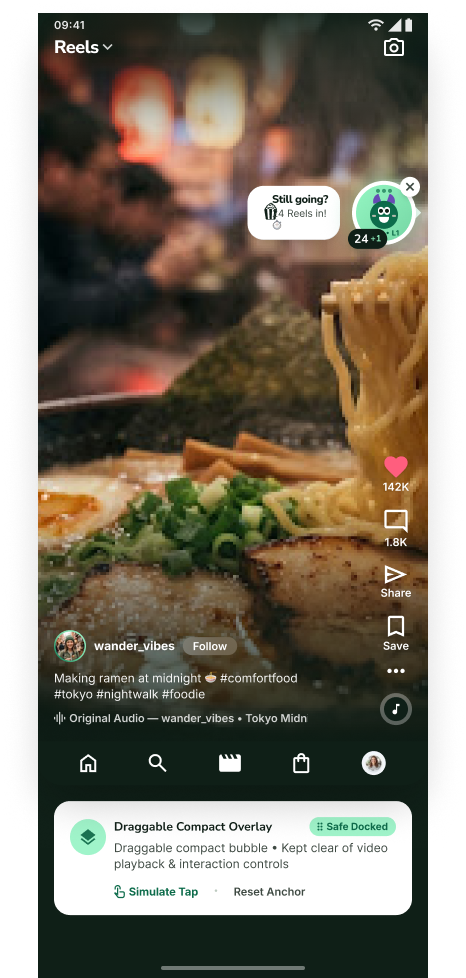 09:41
Reels
Still going?
24 Reels in!
L1
24 +1
142K
1.8K
Share
Save
wander_vibes
Follow
Making ramen at midnight 🍜 #comfortfood
#tokyo #nightwalk #foodie
Original Audio — wander_vibes • Tokyo Midn
Draggable Compact Overlay
Safe Docked
Draggable compact bubble • Kept clear of video
playback & interaction controls
Simulate Tap
•
Reset Anchor